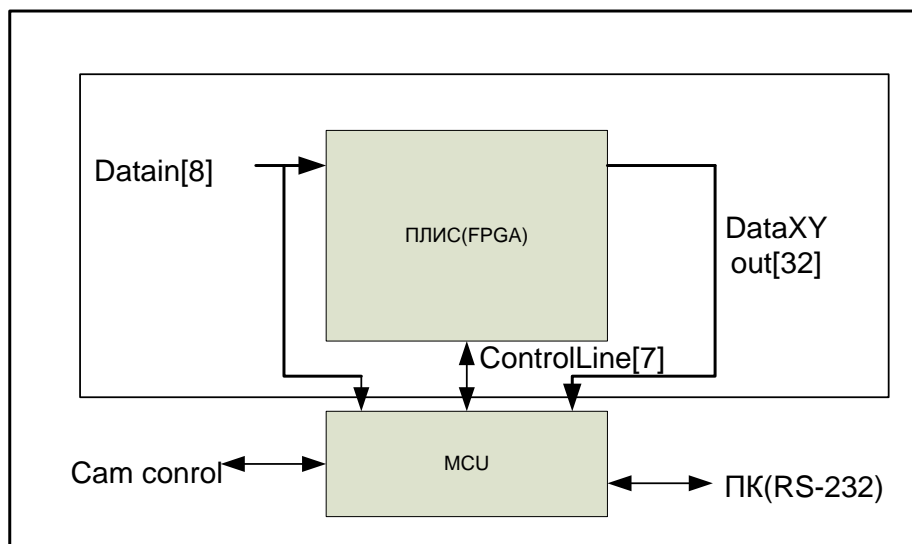 Datain[8]
ПЛИС(FPGA)
DataXY
out[32]
ControlLine[7]
MCU
Cam conrol
ПК(RS-232)